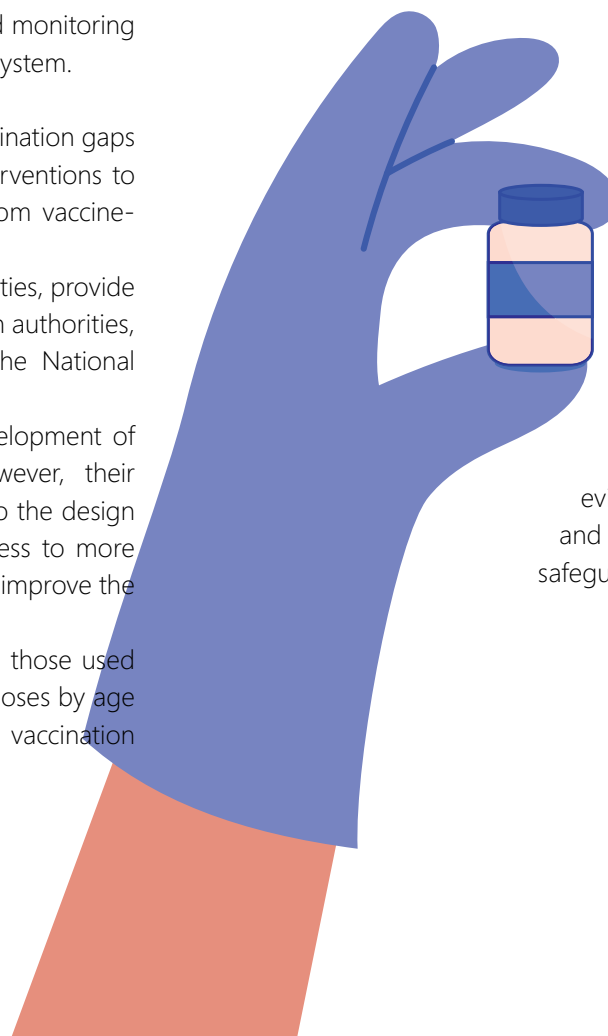 monitoring
ystem.
ination gaps
erventions to
om vaccine-
ties, provide
n authorities,
he National
elopment of
wever, their
o the design
ess to more
improve the
those used
oses by age
vaccination
ev
and
safegu